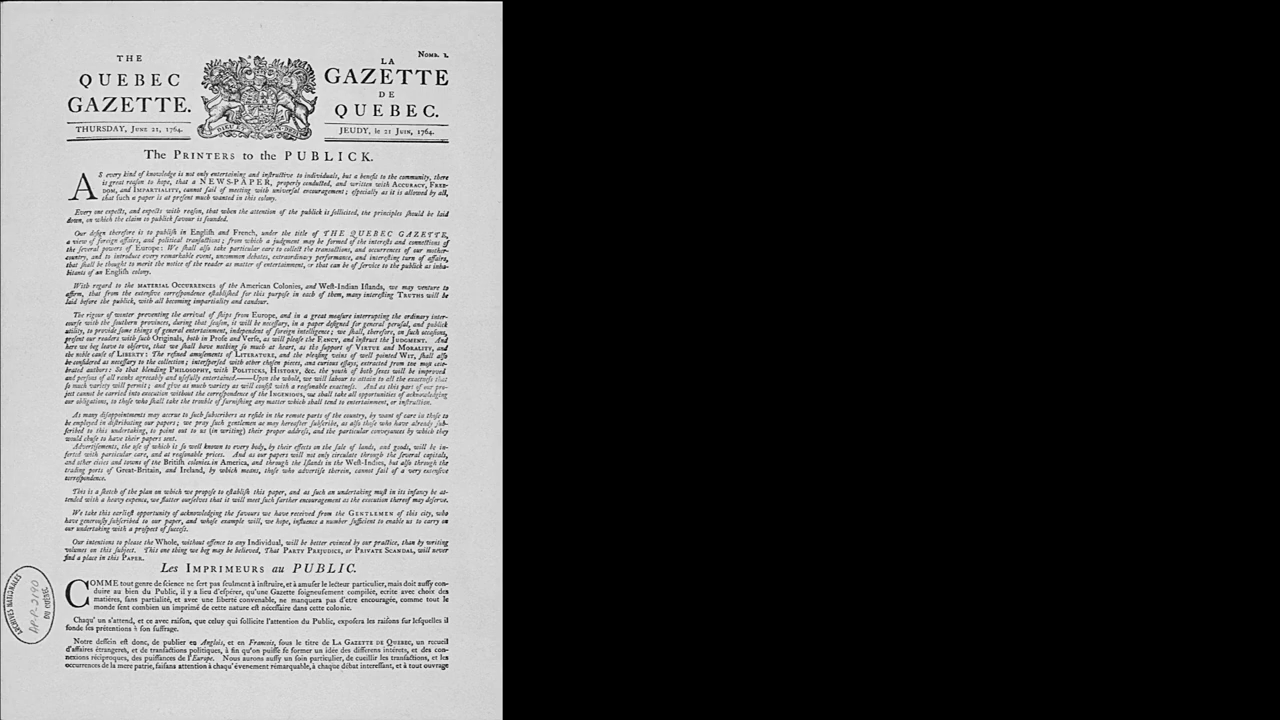 Nomb. 1.
THE
QUEBEC
GAZETTE.
THURSDAY, June 21, 1764.
DIEU ET MON DROIT
LA
GAZETTE
DE
QUEBEC.
JEUDY, le 21 Juin, 1764.
The PRINTERS to the PUBLICK.
AS every kind of knowledge is not only entertaining and instructive to individuals, but a benefit to the community, there
is great reason to hope, that a NEWS-PAPER, properly conducted, and written with ACCURACY, FREE-
DOM, and IMPARTIALITY, cannot fail of meeting with universal encouragement; especially as it is allowed by all,
that such a paper is at present much wanted in this colony.
Every one expects, and expects with reason, that when the attention of the publick is sollicited, the principles should be laid
down, on which the claim to publick favour is founded.
Our design therefore is to publish in English and French, under the title of THE QUEBEC GAZETTE,
a view of foreign affairs, and political transactions; from which a judgment may be formed of the interests and connections of
the several powers of Europe: We shall also take particular care to collect the transactions, and occurrences of our mother-
country, and to introduce every remarkable event, uncommon debates, extraordinary performance, and interesting turn of affairs,
that shall be thought to merit the notice of the reader as matter of entertainment, or that can be of service to the publick as inha-
bitants of an English colony.
With regard to the MATERIAL OCCURRENCES of the American Colonies, and West-Indian Islands, we may venture to
affirm, that from the extensive correspondence established for this purpose in each of them, many interesting TRUTHS will be
laid before the publick, with all becoming impartiality and candour.
The rigour of winter preventing the arrival of ships from Europe, and in a great measure interrupting the ordinary inter-
course with the southern provinces, during that season, it will be necessary, in a paper designed for general perusal, and publick
utility, to provide some things of general entertainment, independent of foreign intelligence; we shall, therefore, on such occasions,
present our readers with such Originals, both in Prose and Verse, as will please the FANCY, and instruct the JUDGMENT. And
here we beg leave to observe, that we shall have nothing so much at heart, as the support of VIRTUE and MORALITY, and
the noble cause of LIBERTY: The refined amusements of LITERATURE, and the pleasing veins of well pointed WIT, shall also
be considered as necessary to the collection; interspersed with other chosen pieces, and curious essays, extracted from the most cele-
brated authors: So that blending PHILOSOPHY, with POLITICKS, HISTORY, &c. the youth of both sexes will be improved
and persons of all ranks agreeably and usefully entertained.——Upon the whole, we will labour to attain to all the exactness that
so much variety will permit; and give as much variety as will consist with a reasonable exactness. And as this part of our pro-
ject cannot be carried into execution without the correspondence of the INGENIOUS, we shall take all opportunities of acknowledging
our obligations, to those who shall take the trouble of furnishing any matter which shall tend to entertainment, or instruction.
As many disappointments may accrue to such subscribers as reside in the remote parts of the country, by want of care in those to
be employed in distributing our papers; we pray such gentlemen as may hereafter subscribe, as also those who have already sub-
scribed to this undertaking, to point out to us (in writing) their proper address, and the particular conveyances by which they
would chuse to have their papers sent.
Advertisements, the use of which is so well known to every body, by their effects on the sale of lands, and goods, will be in-
serted with particular care, and at reasonable prices. And as our papers will not only circulate through the several capitals,
and other cities and towns of the British colonies in America, and through the Islands in the West-Indies, but also through the
trading ports of Great-Britain, and Ireland, by which means, those who advertise therein, cannot fail of a very extensive
correspondence.
This is a sketch of the plan on which we propose to establish this paper, and as such an undertaking must in its infancy be at-
tended with a heavy expence, we flatter ourselves that it will meet such farther encouragement as the execution thereof may deserve.
We take this earliest opportunity of acknowledging the favours we have received from the GENTLEMEN of this city, who
have generously subscribed to our paper, and whose example will, we hope, influence a number sufficient to enable us to carry on
our undertaking with a prospect of success.
Our intentions to please the Whole, without offence to any Individual, will be better evinced by our practice, than by writing
volumes on this subject. This one thing we beg may be believed, That PARTY PREJUDICE, or PRIVATE SCANDAL, will never
find a place in this PAPER.
Les IMPRIMEURS au PUBLIC.
COMME tout genre de science ne sert pas seulment à instruire, et à amuser le lecteur particulier, mais doit aussy con-
duire au bien du Public, il y a lieu d'espérer, qu'une Gazette soigneusement compilée, ecrite avec choix des
matières, sans partialité, et avec une liberté convenable, ne manquera pas d'etre encouragée, comme tout le
monde sent combien un imprimé de cette nature est nécéssaire dans cette colonie.
Chaqu' un s'attend, et ce avec raison, que celuy qui sollicite l'attention du Public, exposera les raisons sur lesquelles il
fonde ses prétentions à son suffrage.
Notre dessein est donc, de publier en Anglois, et en Francois, sous le titre de LA GAZETTE DE QUEBEC, un recueil
d'affaires étrangeres, et de transactions politiques, à fin qu'on puisse se former un idée des differens intérets, et des con-
nexions réciproques, des puissances de l'Europe. Nous aurons aussy un soin particulier, de cueillir les transactions, et les
occurrences de la mere patrie, faisans attention à chaqu'évenement rémarquable, à chaque débat interessant, et à tout ouvrage
ARCHIVES NATIONALES
DU QUEBEC